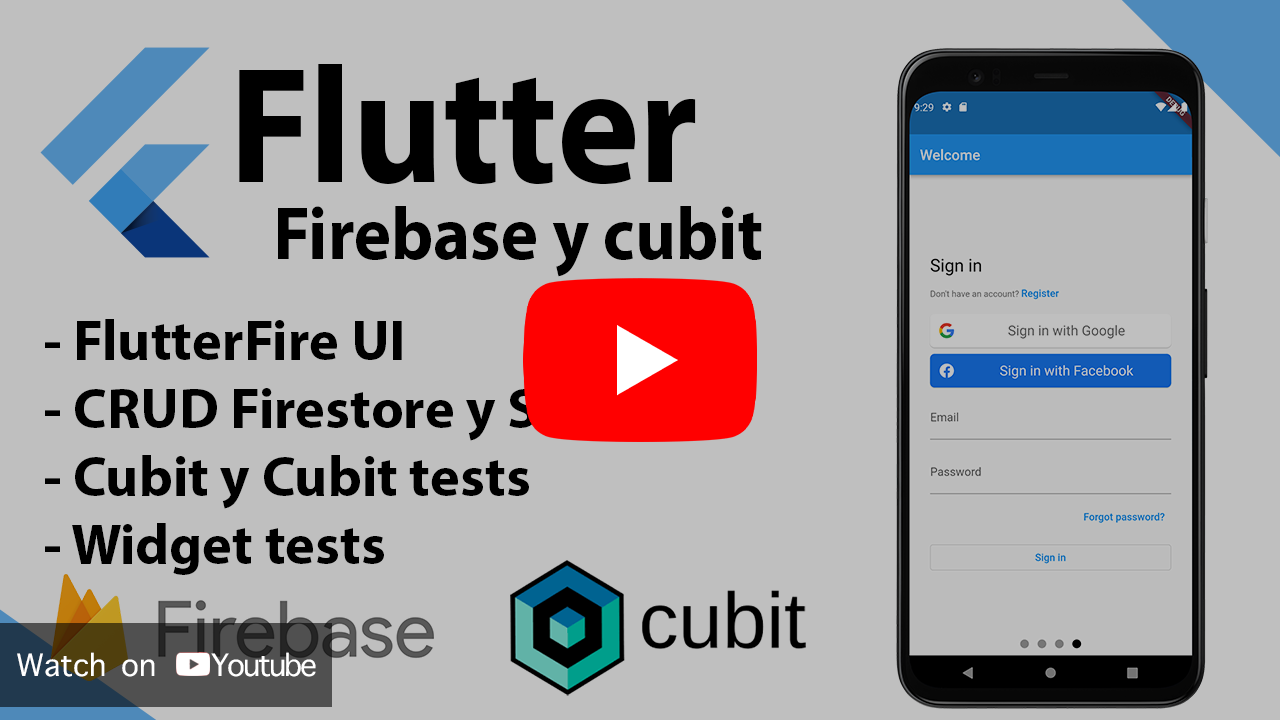 Flutter
Firebase y cubit
- FlutterFire UI
- CRUD Firestore y S
- Cubit y Cubit tests
- Widget tests
Firebase
cubit
Watch on Youtube
9:29
DEBUG
Welcome
Sign in
Don't have an account? Register
Sign in with Google
Sign in with Facebook
Email
Password
Forgot password?
Sign in